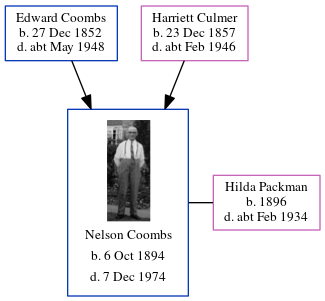 Edward Coombs
b. 27 Dec 1852
d. abt May 1948
Harriett Culmer
b. 23 Dec 1857
d. abt Feb 1946
Nelson Coombs
b. 6 Oct 1894
d. 7 Dec 1974
Hilda Packman
b. 1896
d. abt Feb 1934